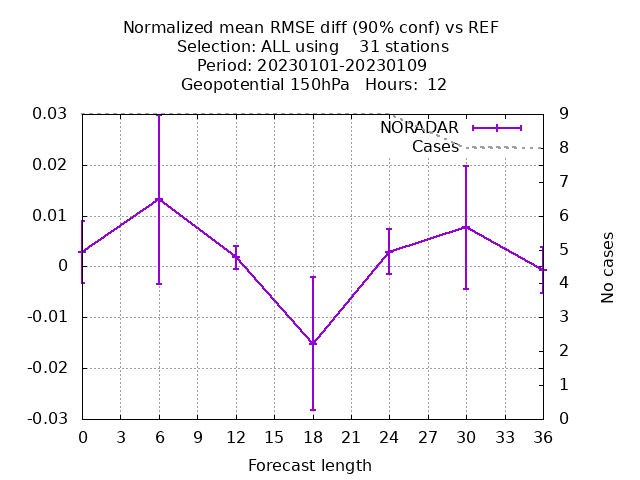 Normalized mean RMSE diff (90% conf) vs REF
Selection: ALL using    31 stations
Period: 20230101-20230109
Geopotential 150hPa   Hours:  12
0.03
0.02
0.01
0
-0.01
-0.02
-0.03
NORADAR
Cases
9
8
7
6
5
4
3
2
1
0
No cases
0 3 6 9 12 15 18 21 24 27 30 33 36
Forecast length